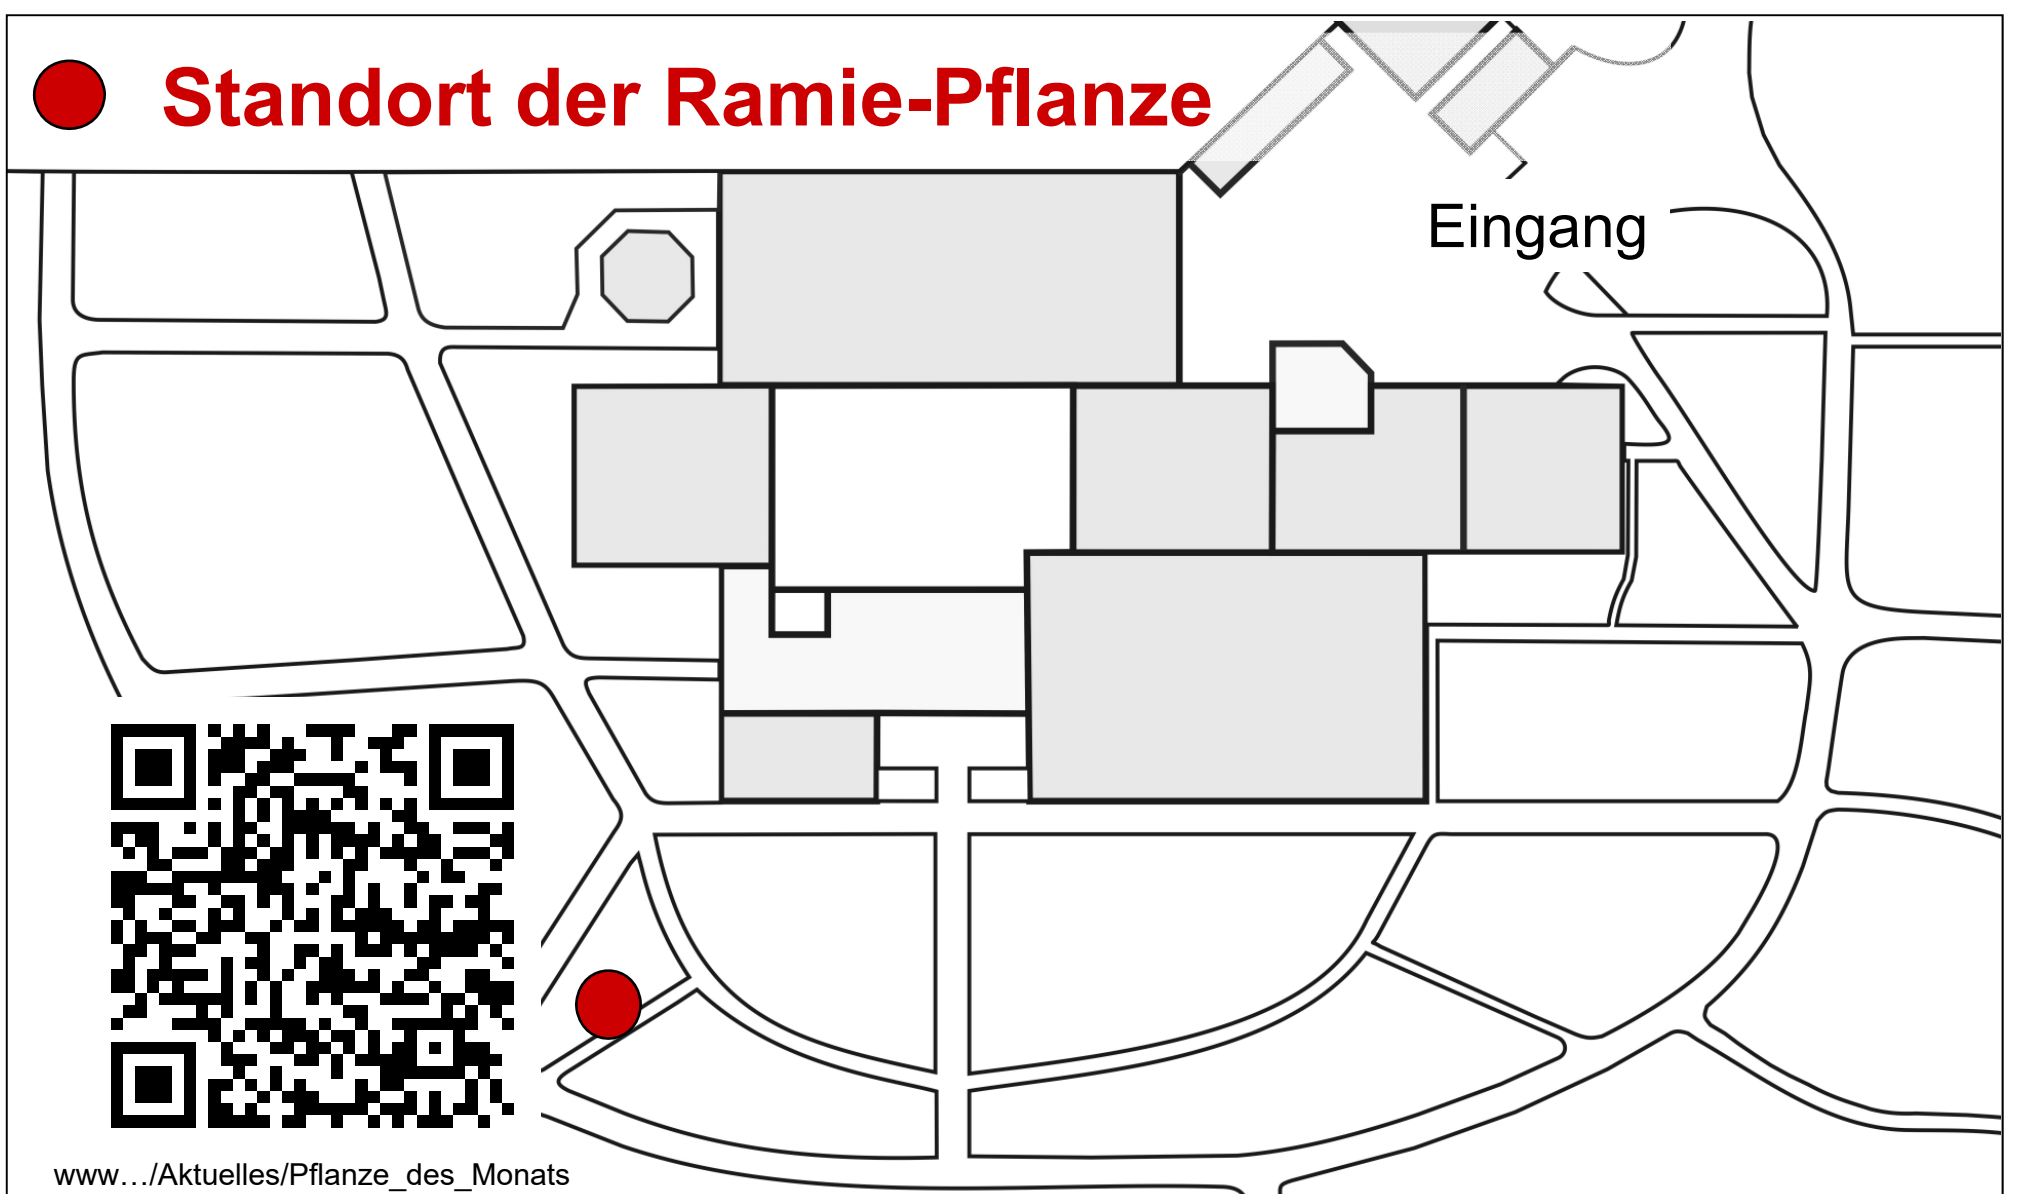 Standort der Ramie-Pflanze
Eingang
www…/Aktuelles/Pflanze_des_Monats